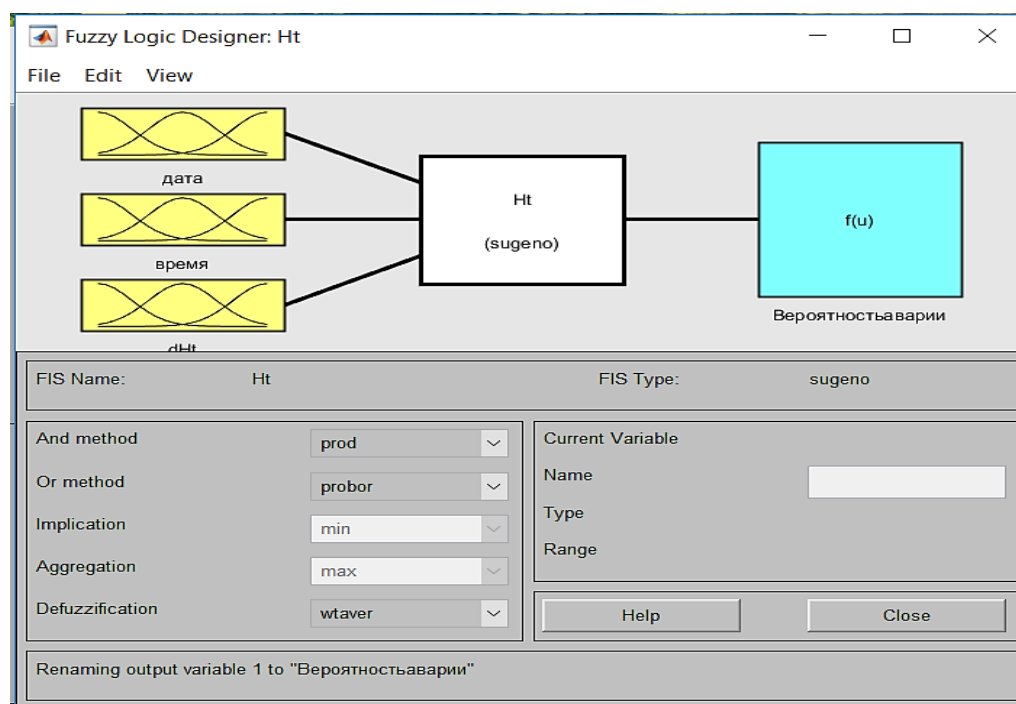 Fuzzy Logic Designer: Ht
File Edit View
дата
время
dHt
Ht
(sugeno)
f(u)
Вероятностьаварии
FIS Name: Ht FIS Type: sugeno
And method prod
Or method probor
Implication min
Aggregation max
Defuzzification wtaver
Current Variable
Name
Type
Range
Help Close
Renaming output variable 1 to "Вероятностьаварии"